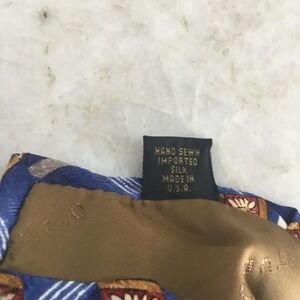 HAND SEWN
IMPORTED
SILK
MADE IN
U.S.A.